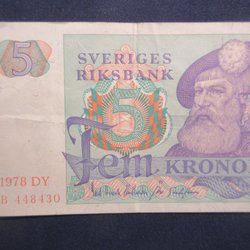 5
SVERIGES
RIKSBANK
5
Fem KRONOR
1978 DY
B 448430